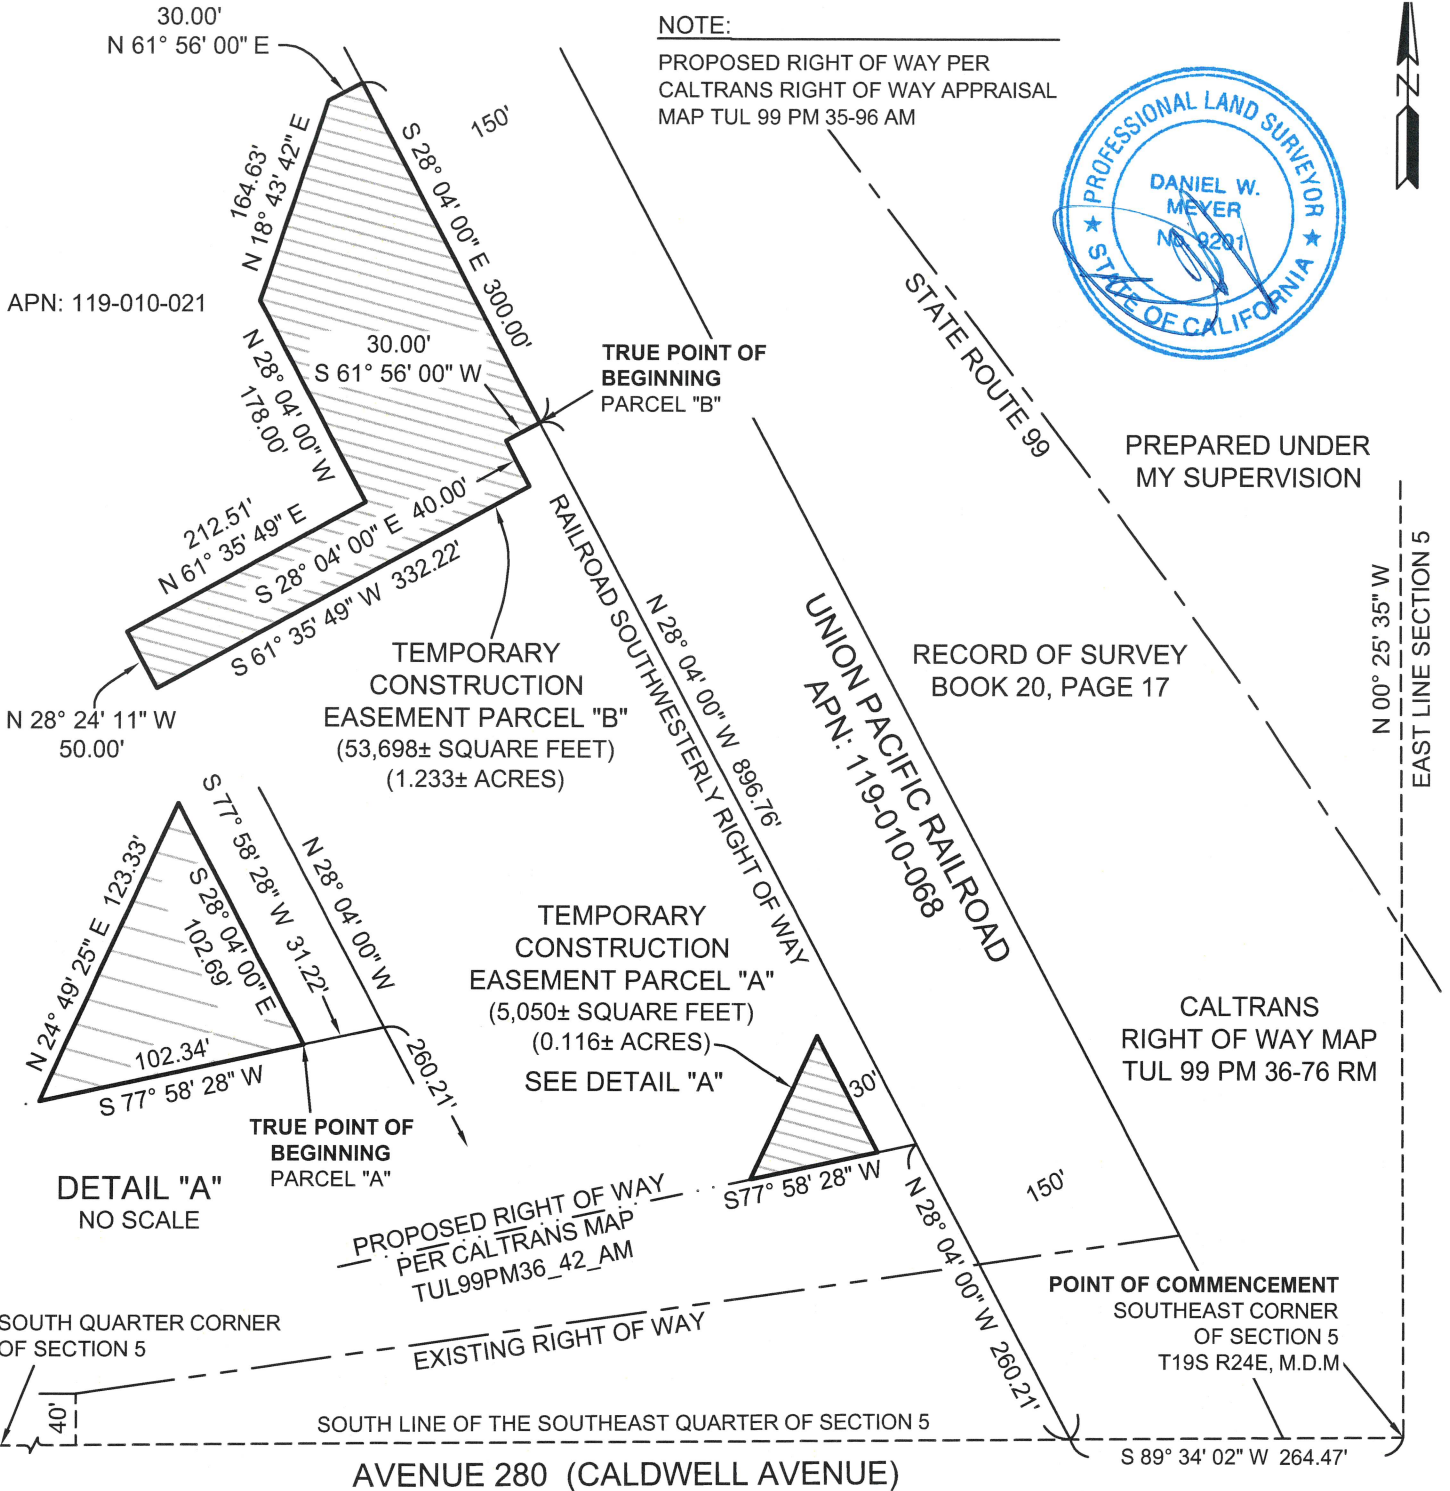 30.00'
N 61° 56' 00" E
NOTE:
PROPOSED RIGHT OF WAY PER
CALTRANS RIGHT OF WAY APPRAISAL
MAP TUL 99 PM 35-96 AM
N
PROFESSIONAL LAND SURVEYOR
DANIEL W.
MEYER
No. 9201
★ STATE OF CALIFORNIA ★
164.63'
N 18° 43' 42" E
S 28° 04' 00" E 300.00'
150'
APN: 119-010-021
N 28° 04' 00" W
178.00'
30.00'
S 61° 56' 00" W
TRUE POINT OF
BEGINNING
PARCEL "B"
STATE ROUTE 99
PREPARED UNDER
MY SUPERVISION
212.51'
N 61° 35' 49" E
S 28° 04' 00" E 40.00'
S 61° 35' 49" W 332.22'
N 28° 24' 11" W
50.00'
TEMPORARY
CONSTRUCTION
EASEMENT PARCEL "B"
(53,698± SQUARE FEET)
(1.233± ACRES)
RAILROAD SOUTHWESTERLY RIGHT OF WAY
N 28° 04' 00" W 896.76'
UNION PACIFIC RAILROAD
APN: 119-010-068
RECORD OF SURVEY
BOOK 20, PAGE 17
N 00° 25' 35" W
EAST LINE SECTION 5
N 24° 49' 25" E 123.33'
S 28° 04' 00" E
102.69'
S 77° 58' 28" W 31.22'
N 28° 04' 00" W
260.21'
102.34'
S 77° 58' 28" W
TRUE POINT OF
BEGINNING
PARCEL "A"
DETAIL "A"
NO SCALE
TEMPORARY
CONSTRUCTION
EASEMENT PARCEL "A"
(5,050± SQUARE FEET)
(0.116± ACRES)
SEE DETAIL "A"
30'
S77° 58' 28" W
CALTRANS
RIGHT OF WAY MAP
TUL 99 PM 36-76 RM
PROPOSED RIGHT OF WAY
PER CALTRANS MAP
TUL99PM36_42_AM
N 28° 04' 00" W 260.21'
150'
EXISTING RIGHT OF WAY
POINT OF COMMENCEMENT
SOUTHEAST CORNER
OF SECTION 5
T19S R24E, M.D.M
SOUTH QUARTER CORNER
OF SECTION 5
40'
SOUTH LINE OF THE SOUTHEAST QUARTER OF SECTION 5
S 89° 34' 02" W 264.47'
AVENUE 280 (CALDWELL AVENUE)